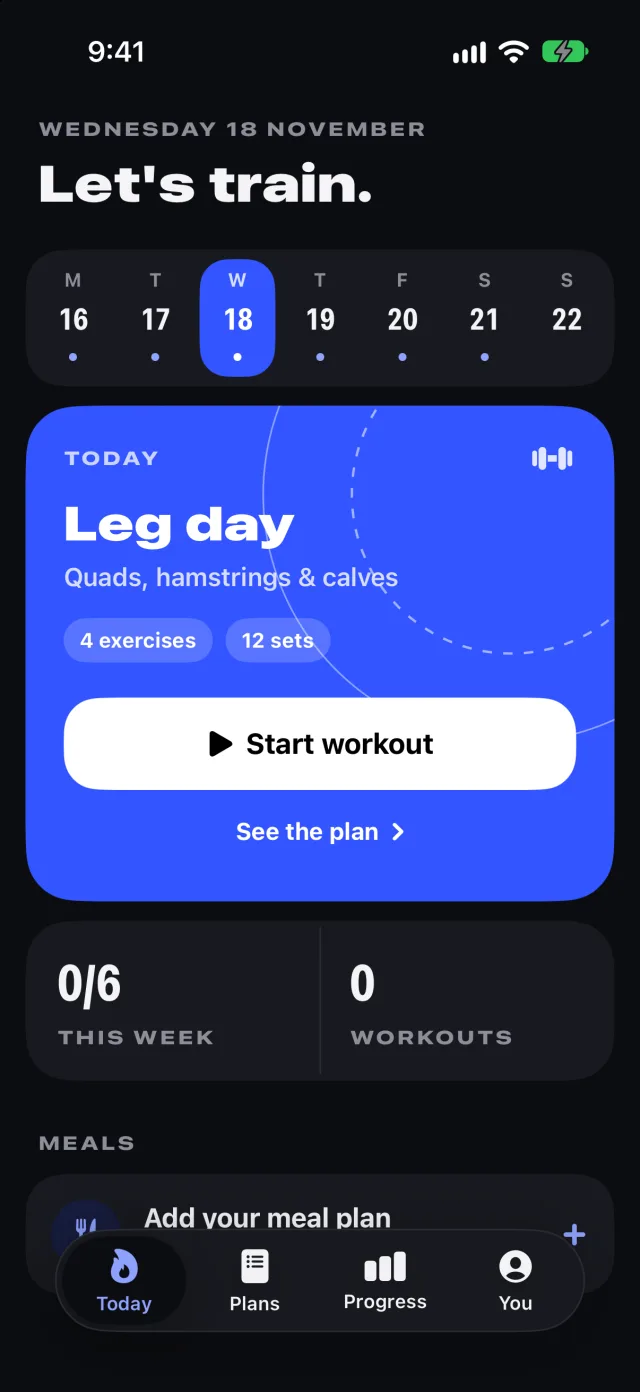 9:41
WEDNESDAY 18 NOVEMBER
Let's train.
M T W T F S S
16 17 18 19 20 21 22
TODAY
Leg day
Quads, hamstrings & calves
4 exercises 12 sets
Start workout
See the plan
0/6 0
THIS WEEK WORKOUTS
MEALS
Add your meal plan
Today Plans Progress You